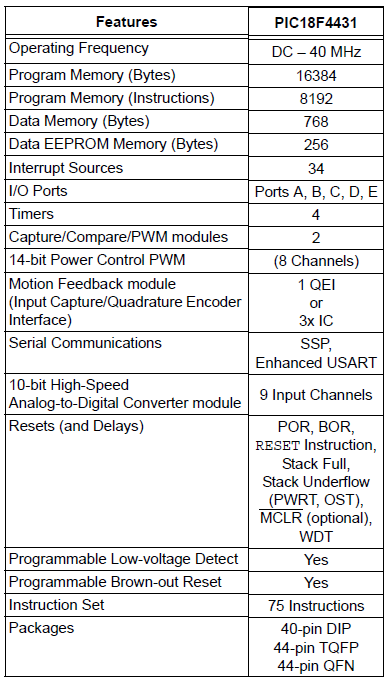 Features PIC18F4431
Operating Frequency DC – 40 MHz
Program Memory (Bytes) 16384
Program Memory (Instructions) 8192
Data Memory (Bytes) 768
Data EEPROM Memory (Bytes) 256
Interrupt Sources 34
I/O Ports Ports A, B, C, D, E
Timers 4
Capture/Compare/PWM modules 2
14-bit Power Control PWM (8 Channels)
Motion Feedback module 1 QEI
(Input Capture/Quadrature Encoder or
Interface) 3x IC
Serial Communications SSP,
Enhanced USART
10-bit High-Speed
Analog-to-Digital Converter module 9 Input Channels
Resets (and Delays) POR, BOR,
RESET Instruction,
Stack Full,
Stack Underflow
(PWRT, OST),
MCLR (optional),
WDT
Programmable Low-voltage Detect Yes
Programmable Brown-out Reset Yes
Instruction Set 75 Instructions
Packages 40-pin DIP
44-pin TQFP
44-pin QFN